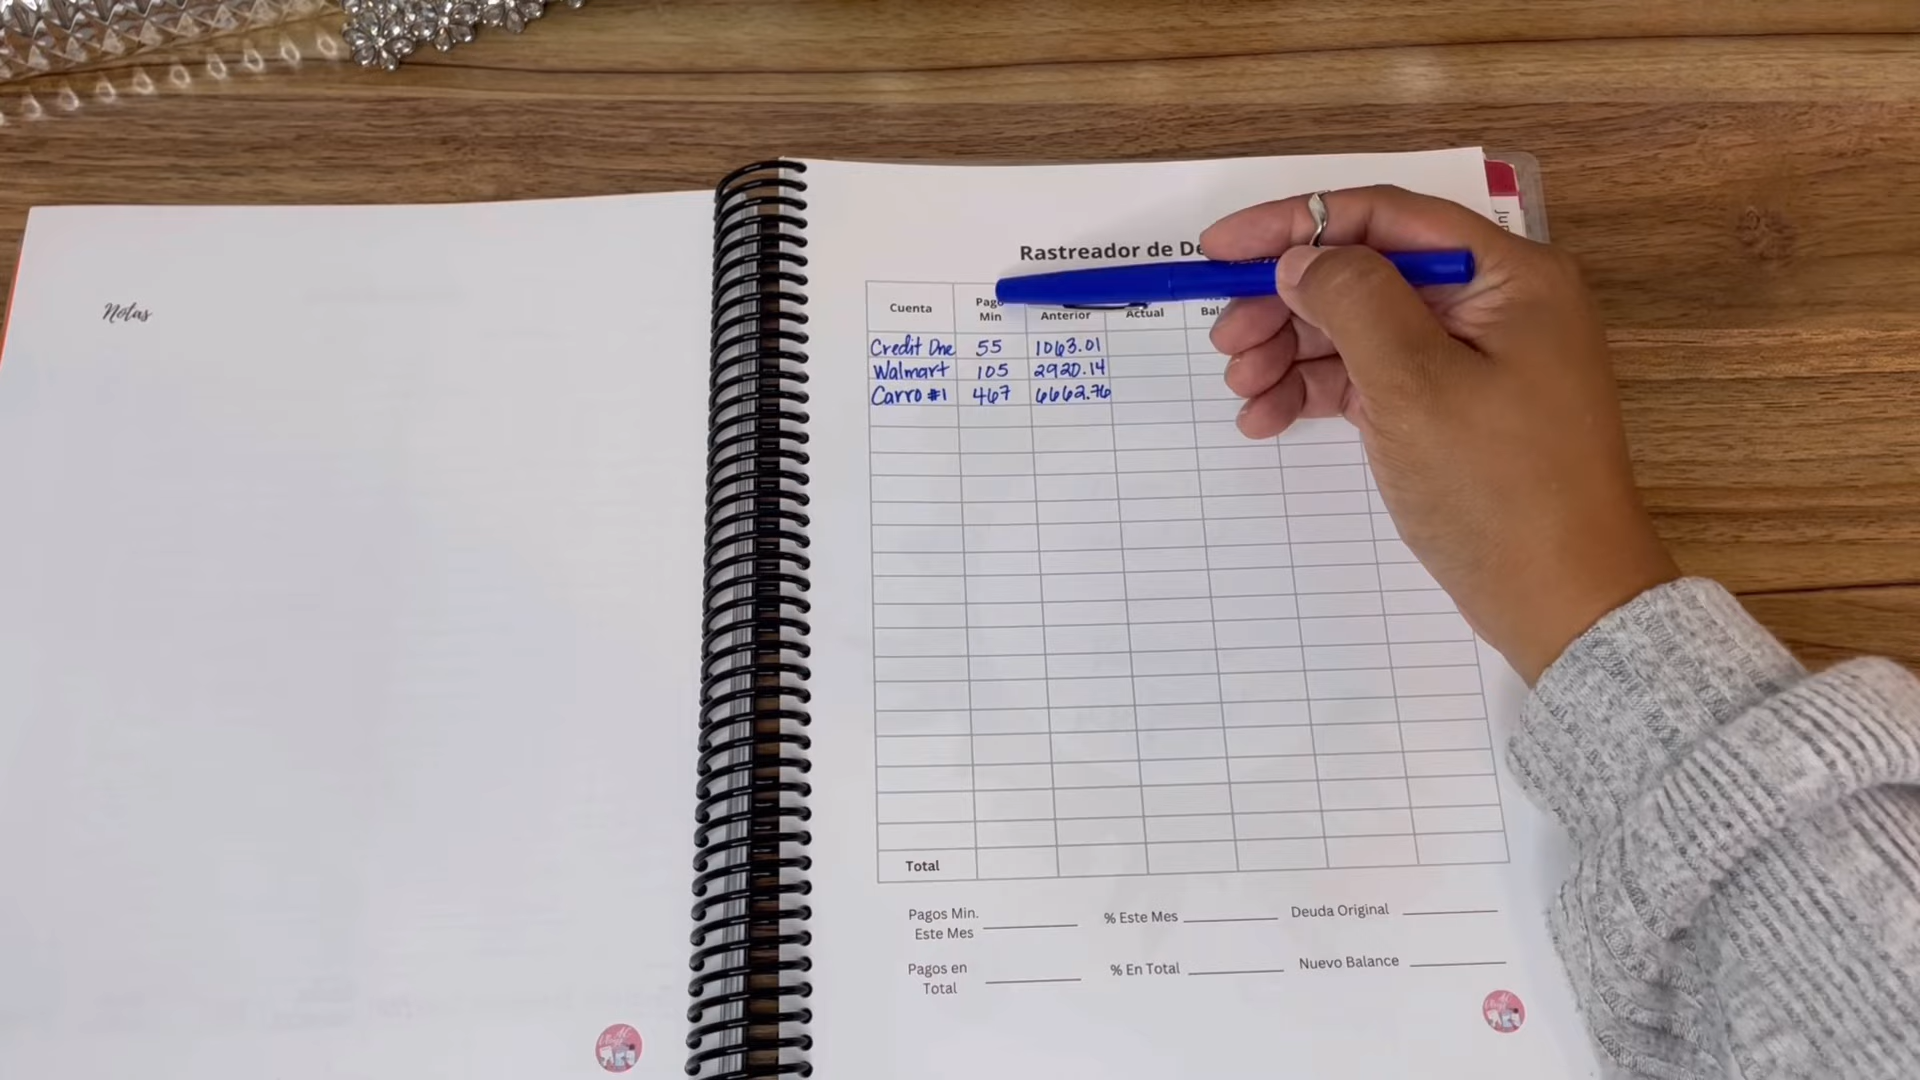 Notas
Rastreador de
Cuenta Pago Min Anterior Actual
Credit One 55 1063.01
Walmart 105 2920.14
Carro #1 467 6662.76
Total
Pagos Min. Este Mes % Este Mes Deuda Original
Pagos en Total % En Total Nuevo Balance